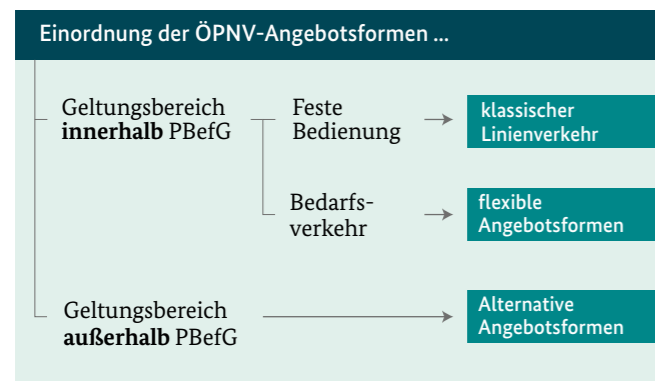 Einordnung der ÖPNV-Angebotsformen ...
Geltungsbereich
innerhalb PBefG
Feste
Bedienung
klassischer
Linienverkehr
Bedarfs-
verkehr
flexible
Angebotsformen
Geltungsbereich
außerhalb PBefG
Alternative
Angebotsformen